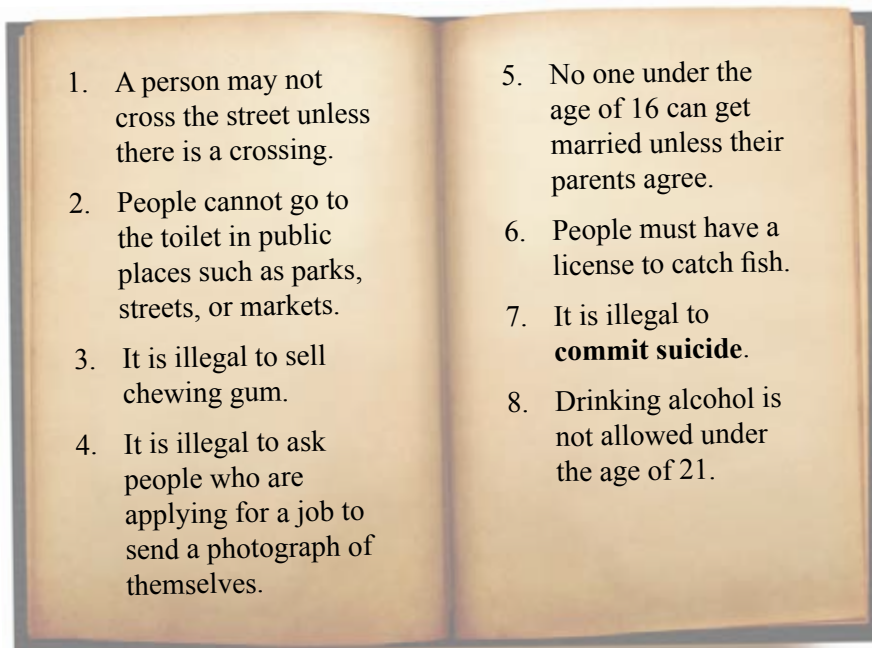 1. A person may not
cross the street unless
there is a crossing.
2. People cannot go to
the toilet in public
places such as parks,
streets, or markets.
3. It is illegal to sell
chewing gum.
4. It is illegal to ask
people who are
applying for a job to
send a photograph of
themselves.
5. No one under the
age of 16 can get
married unless their
parents agree.
6. People must have a
license to catch fish.
7. It is illegal to
commit suicide.
8. Drinking alcohol is
not allowed under
the age of 21.